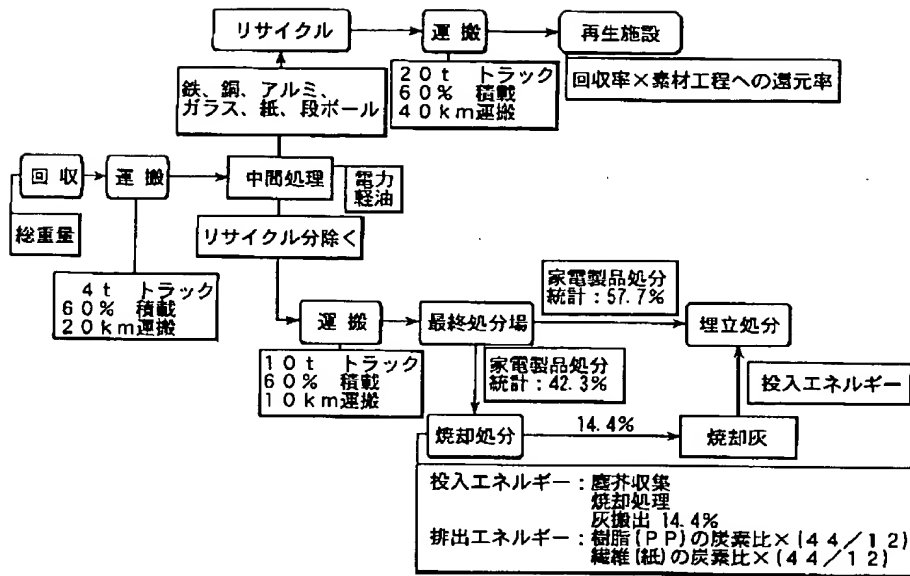 リサイクル
運搬
再生施設
鉄、銅、アルミ、
ガラス、紙、段ボール
20t トラック
60% 積載
40km運搬
回収率×素材工程への還元率
回収
運搬
中間処理
電力
軽油
総重量
リサイクル分除く
4t トラック
60% 積載
20km運搬
運搬
最終処分場
家電製品処分
統計:57.7%
埋立処分
10t トラック
60% 積載
10km運搬
家電製品処分
統計:42.3%
投入エネルギー
焼却処分
14.4%
焼却灰
投入エネルギー:塵芥収集
焼却処理
灰搬出 14.4%
排出エネルギー:樹脂(PP)の炭素比×(44/12)
繊維(紙)の炭素比×(44/12)